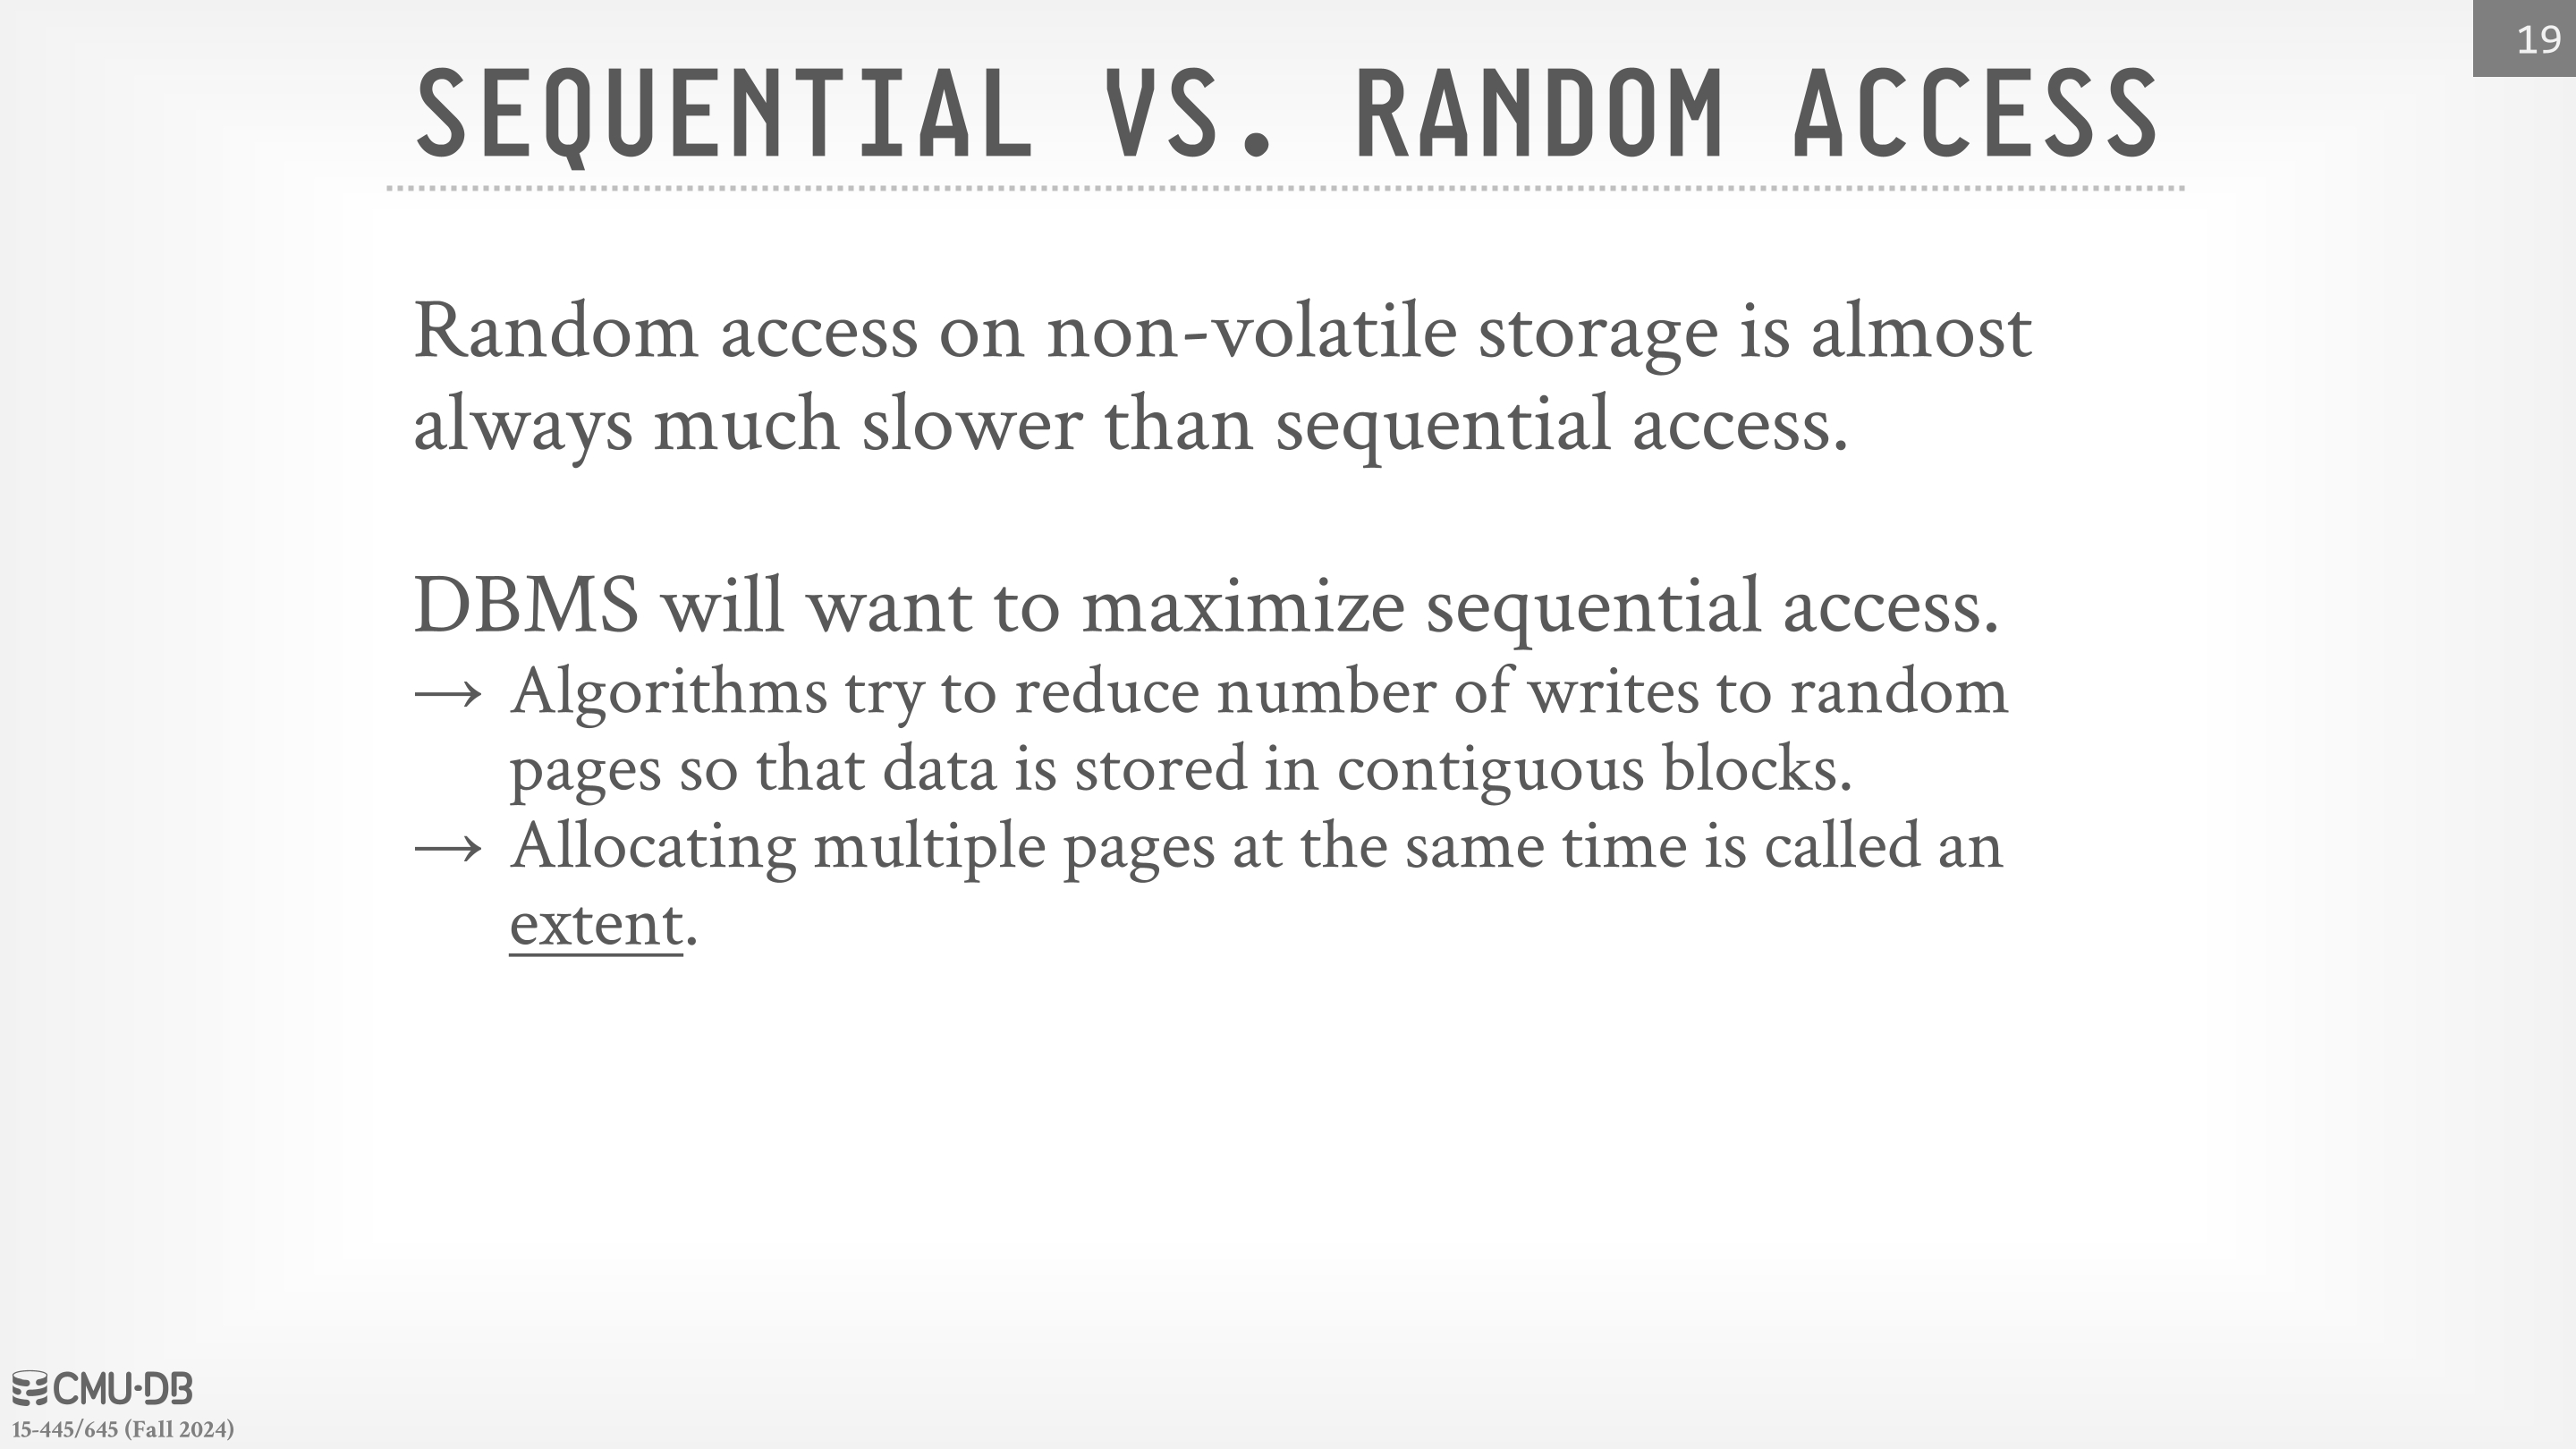 19
SEQUENTIAL VS. RANDOM ACCESS
Random access on non-volatile storage is almost
always much slower than sequential access.
DBMS will want to maximize sequential access.
→ Algorithms try to reduce number of writes to random
pages so that data is stored in contiguous blocks.
→ Allocating multiple pages at the same time is called an
extent.
CMU·DB
15-445/645 (Fall 2024)